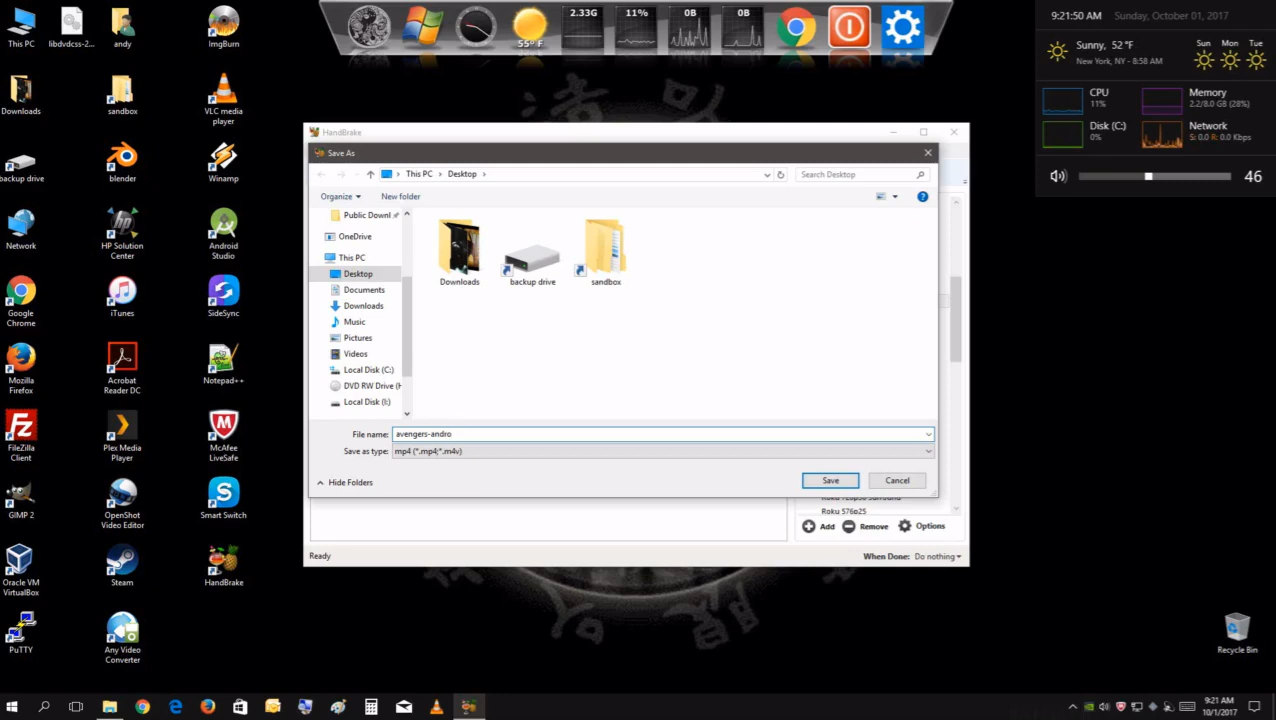 This PC
libdvdcss-2...
andy
ImgBurn
Downloads
sandbox
VLC media
player
backup drive
blender
Winamp
Network
HP Solution
Center
Android
Studio
Google
Chrome
iTunes
SideSync
Mozilla
Firefox
Acrobat
Reader DC
Notepad++
FileZilla
Client
Plex Media
Player
McAfee
LiveSafe
GIMP 2
OpenShot
Video Editor
Smart Switch
Oracle VM
VirtualBox
Steam
HandBrake
PuTTY
Any Video
Converter
55° F
2.33G
11%
0B
0B
9:21:50 AM
Sunday, October 01, 2017
Sunny, 52 °F
New York, NY - 8:58 AM
Sun
Mon
Tue
CPU
11%
Memory
2.2/8.0 GB (28%)
Disk (C:)
0%
Network
S: 0.0 R: 0.0 Kbps
46
HandBrake
Save As
This PC
Desktop
Search Desktop
Organize
New folder
Public Downl
OneDrive
This PC
Desktop
Documents
Downloads
Music
Pictures
Videos
Local Disk (C:)
DVD RW Drive (H
Local Disk (I:)
Downloads
backup drive
sandbox
File name:
avengers-andro
Save as type:
mp4 (*.mp4;*.m4v)
Hide Folders
Save
Cancel
Roku 576p25
Add
Remove
Options
Ready
When Done:
Do nothing
Recycle Bin
9:21 AM
10/1/2017